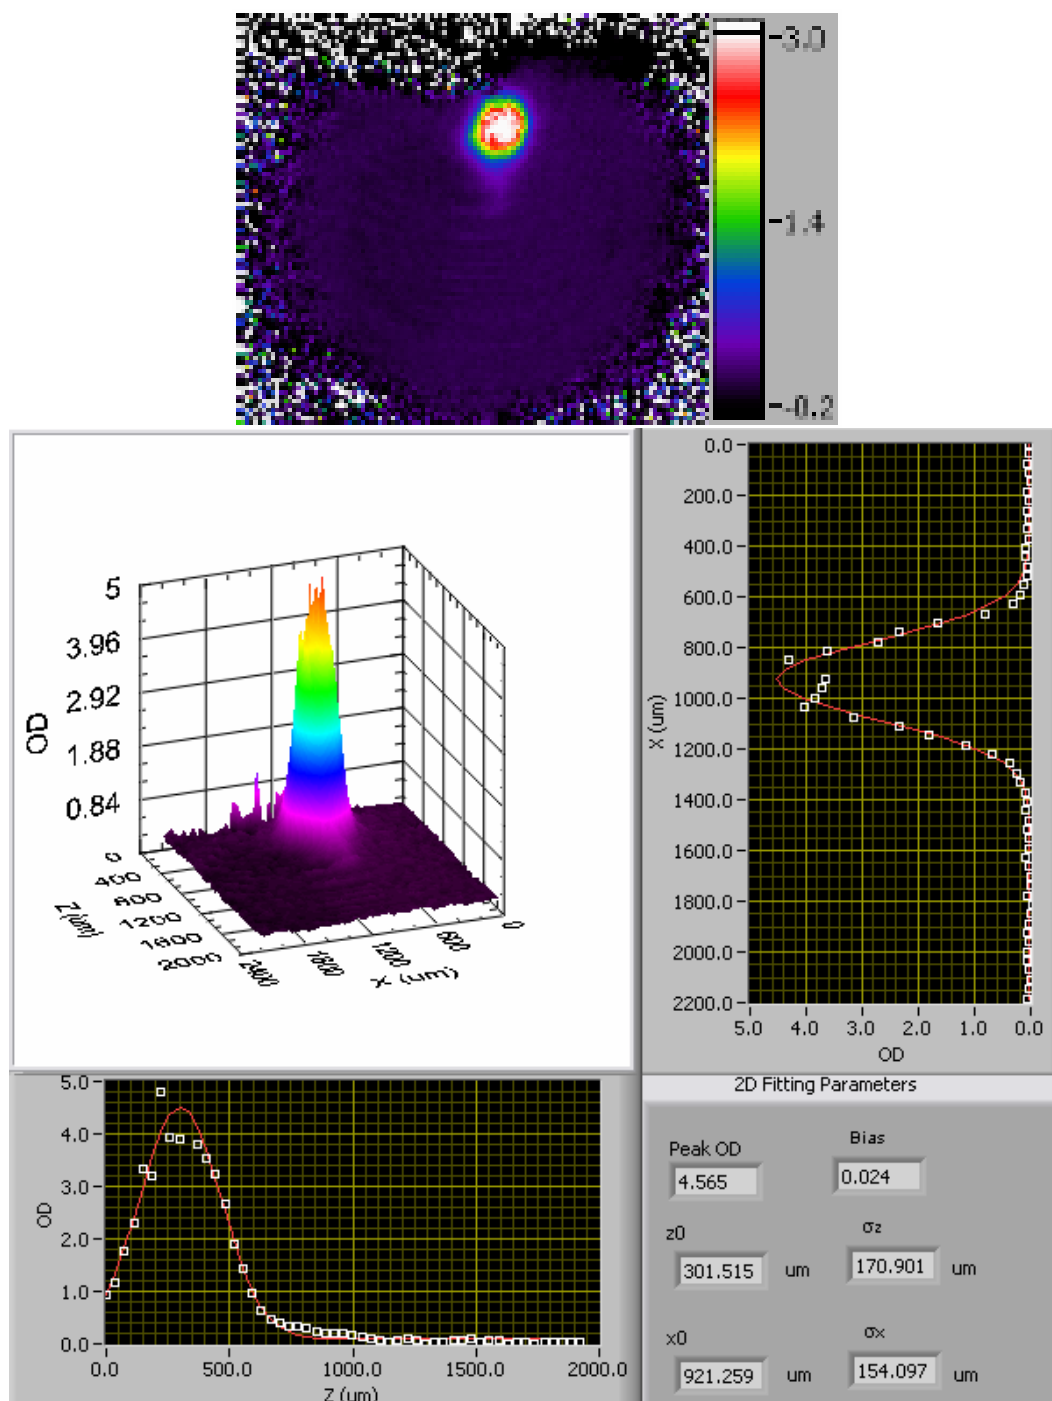 3.0
1.4
-0.2
5
3.96
2.92
1.88
0.84
0
OD
400
800
1200
1600
2000
Z (um)
2400
1800
1200
600
0
X (um)
0.0
200.0
400.0
600.0
800.0
1000.0
1200.0
1400.0
1600.0
1800.0
2000.0
2200.0
X (um)
5.0 4.0 3.0 2.0 1.0 0.0
OD
5.0
4.0
3.0
2.0
1.0
0.0
OD
0.0 500.0 1000.0 1500.0 2000.0
Z (um)
2D Fitting Parameters
Peak OD
4.565
Bias
0.024
z0
301.515 um
σz
170.901 um
x0
921.259 um
σx
154.097 um